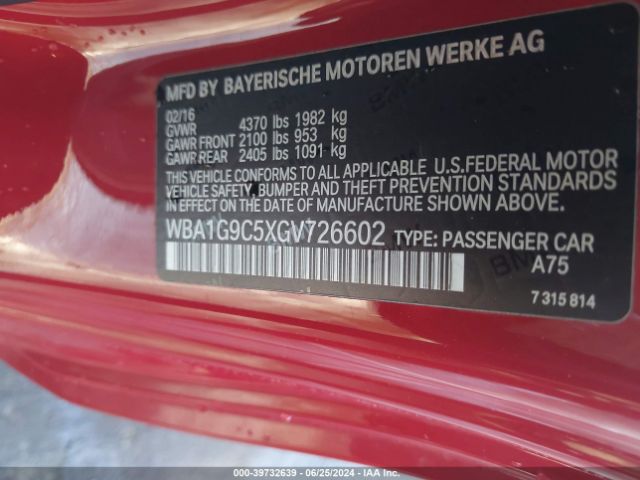 MFD BY BAYERISCHE MOTOREN WERKE AG
02/16
GVWR 4370 lbs 1982 kg
GAWR FRONT 2100 lbs 953 kg
GAWR REAR 2405 lbs 1091 kg
THIS VEHICLE CONFORMS TO ALL APPLICABLE U.S.FEDERAL MOTOR
VEHICLE SAFETY, BUMPER AND THEFT PREVENTION STANDARDS
IN EFFECT ON THE DATE OF MANUFACTURE SHOWN ABOVE.
WBA1G9C5XGV726602 TYPE: PASSENGER CAR
A75
7 315 814
000-39732639 - 06/25/2024 - IAA Inc.